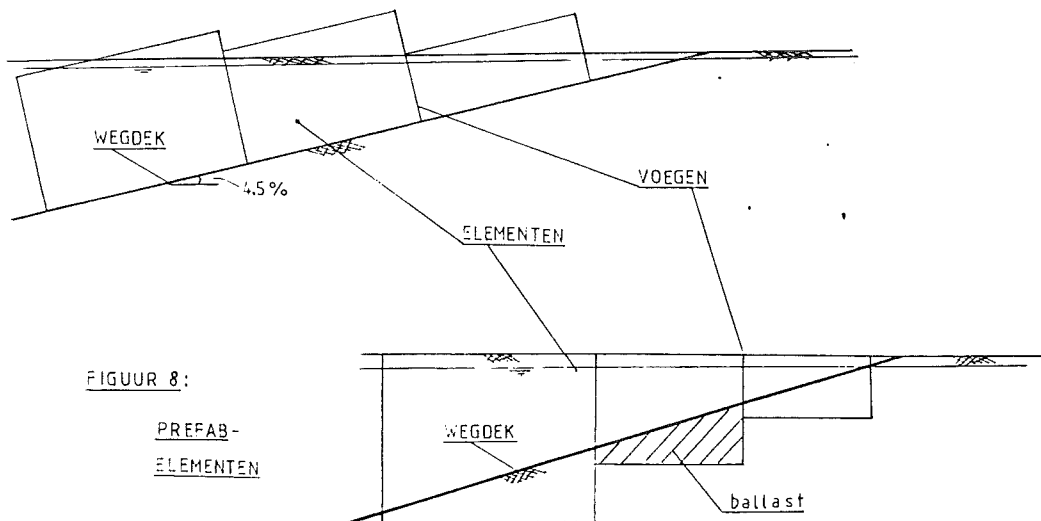 WEGDEK
4,5%
VOEGEN
ELEMENTEN
FIGUUR 8:
PREFAB-
ELEMENTEN
WEGDEK
ballast